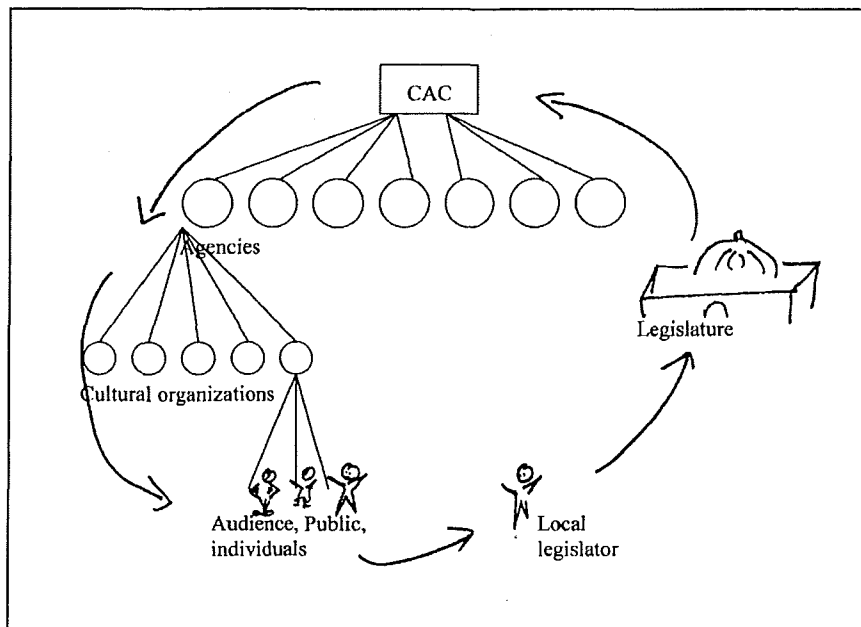 CAC
Agencies
Legislature
Cultural organizations
Audience, Public,
individuals
Local
legislator